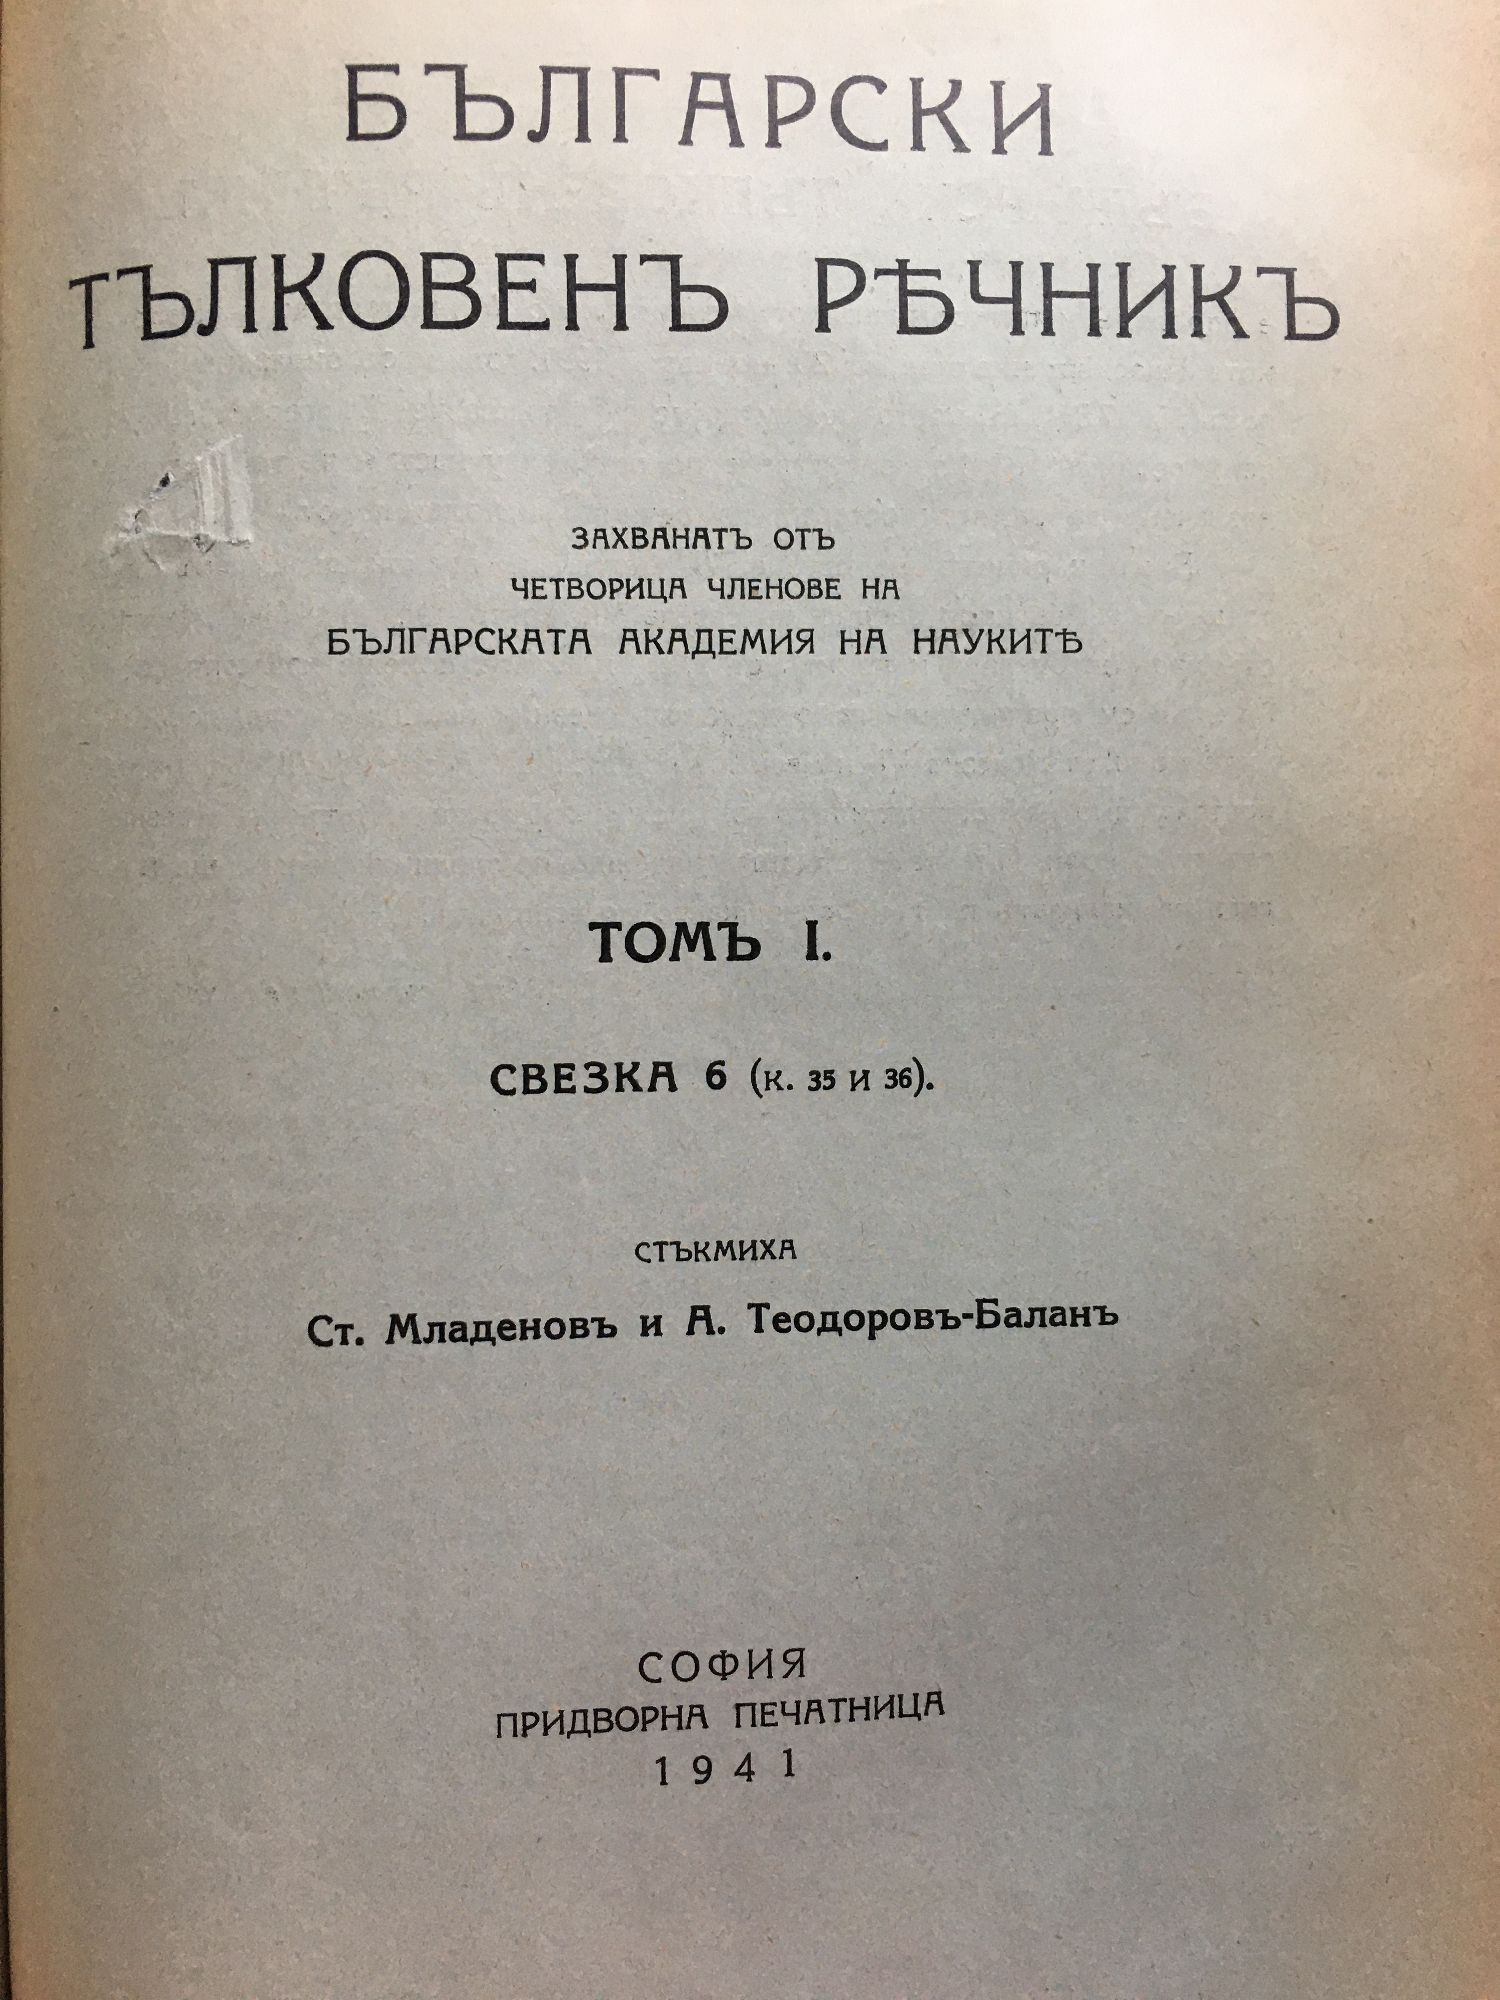 БЪЛГАРСКИ
ТЪЛКОВЕНЪ РѢЧНИКЪ
ЗАХВАНАТЪ ОТЪ
ЧЕТВОРИЦА ЧЛЕНОВЕ НА
БЪЛГАРСКАТА АКАДЕМИЯ НА НАУКИТѢ
ТОМЪ I.
СВЕЗКА 6 (К. 35 И 36).
СТЪКМИХА
Ст. Младеновъ и А. Теодоровъ-Баланъ
СОФИЯ
ПРИДВОРНА ПЕЧАТНИЦА
1941